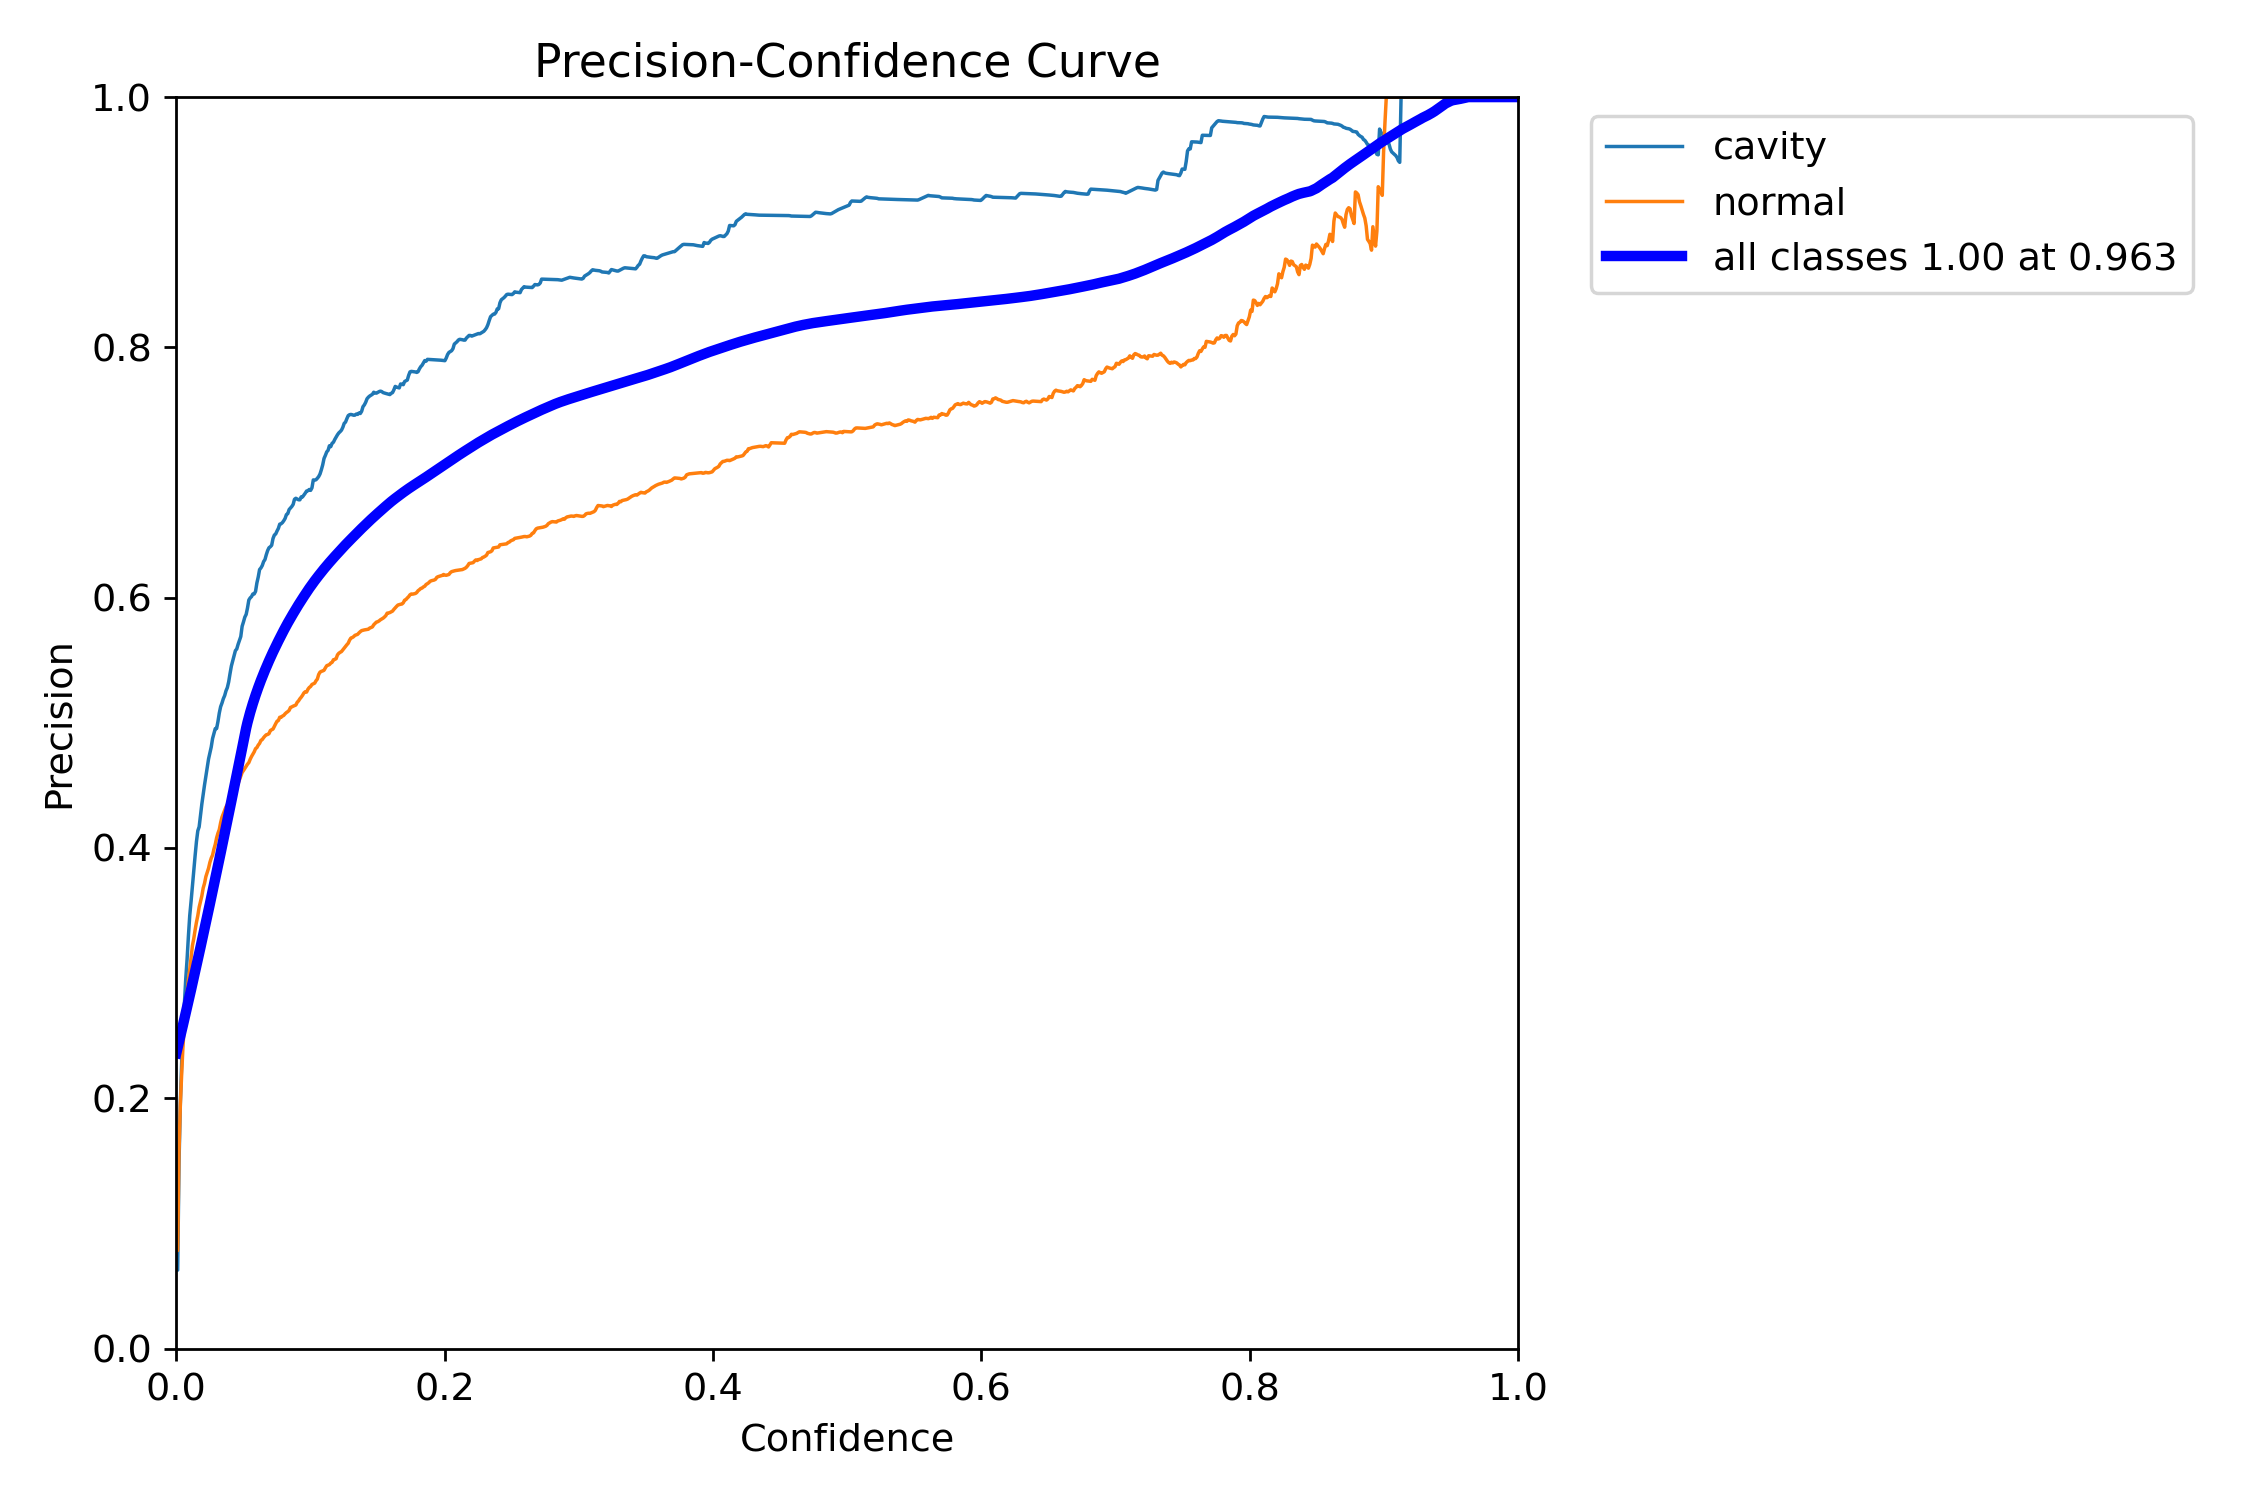 Precision-Confidence Curve
1.0
0.8
0.6
0.4
0.2
0.0
Precision
0.0 0.2 0.4 0.6 0.8 1.0
Confidence
cavity
normal
all classes 1.00 at 0.963